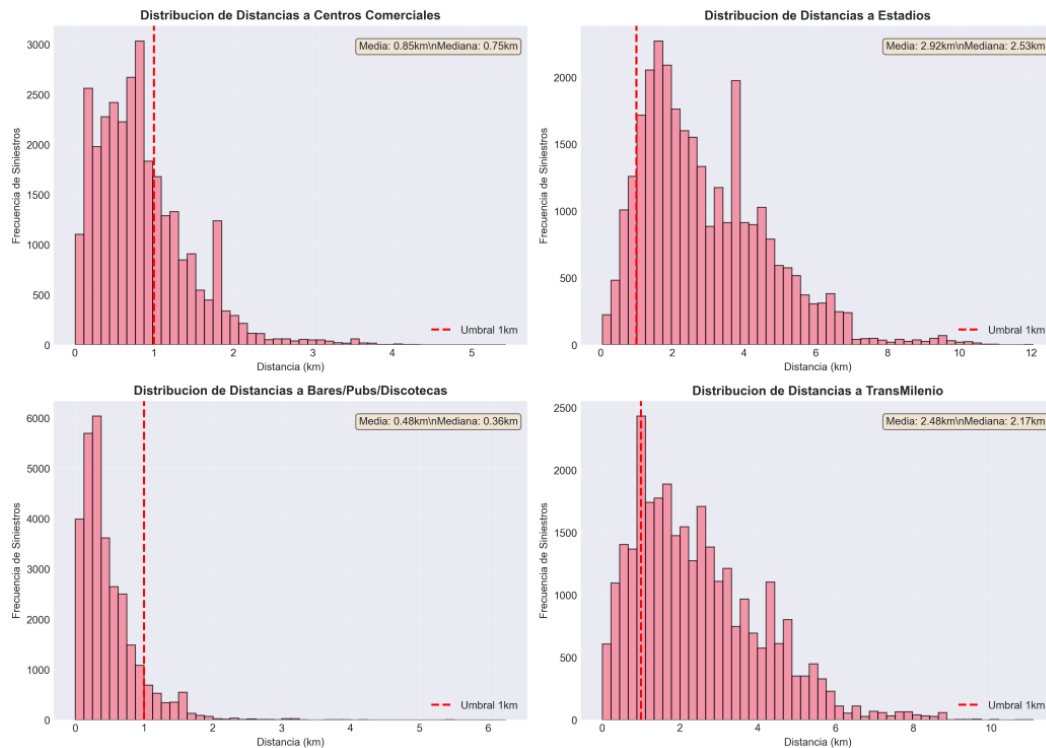 Distribucion de Distancias a Centros Comerciales
Media: 0.85km\nMediana: 0.75km
Frecuencia de Siniestros
3000
2500
2000
1500
1000
500
0
0 1 2 3 4 5
Umbral 1km
Distancia (km)
Distribucion de Distancias a Estadios
Media: 2.92km\nMediana: 2.53km
Frecuencia de Siniestros
2000
1500
1000
500
0
0 2 4 6 8 10 12
Umbral 1km
Distancia (km)
Distribucion de Distancias a Bares/Pubs/Discotecas
Media: 0.48km\nMediana: 0.36km
Frecuencia de Siniestros
6000
5000
4000
3000
2000
1000
0
0 1 2 3 4 5 6
Umbral 1km
Distancia (km)
Distribucion de Distancias a TransMilenio
Media: 2.48km\nMediana: 2.17km
Frecuencia de Siniestros
2500
2000
1500
1000
500
0
0 2 4 6 8 10
Umbral 1km
Distancia (km)